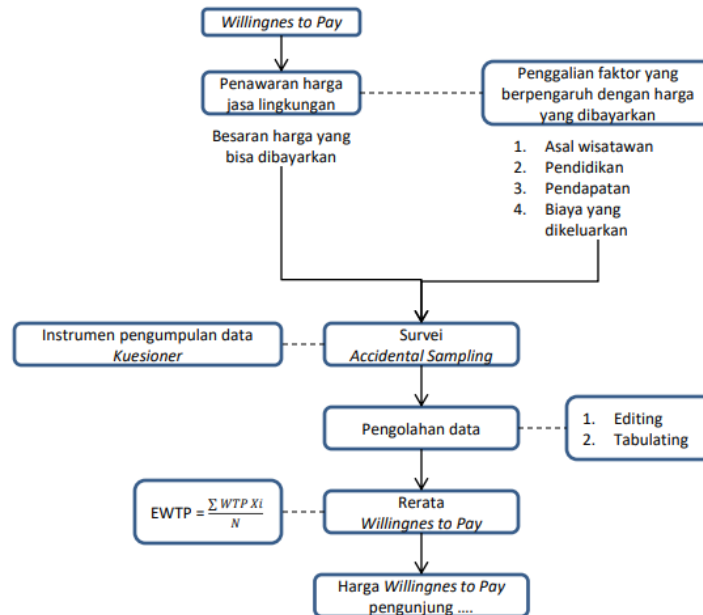 Willingnes to Pay
Penawaran harga
jasa lingkungan
Penggalian faktor yang
berpengaruh dengan harga
yang dibayarkan
Besaran harga yang
bisa dibayarkan
1. Asal wisatawan
2. Pendidikan
3. Pendapatan
4. Biaya yang
dikeluarkan
Instrumen pengumpulan data
Kuesioner
Survei
Accidental Sampling
Pengolahan data
1. Editing
2. Tabulating
EWTP = ∑ WTP Xi / N
Rerata
Willingnes to Pay
Harga Willingnes to Pay
pengunjung ....